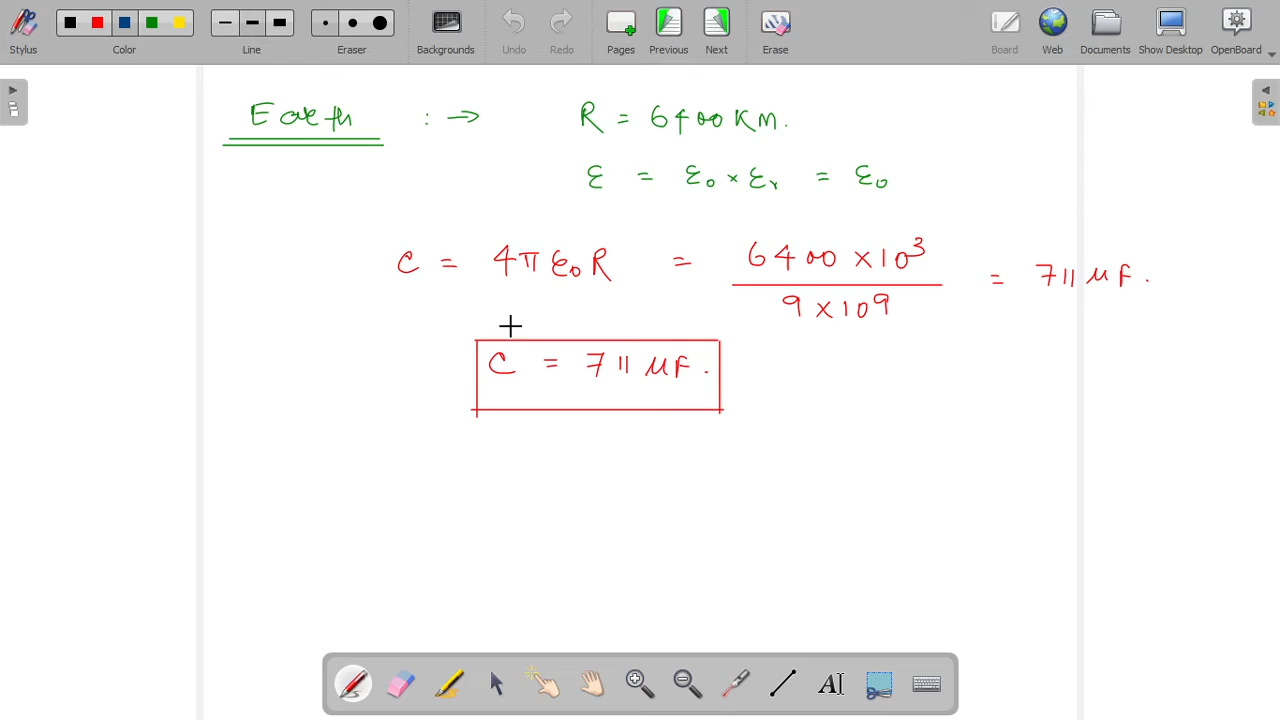 Stylus Color Line Eraser Backgrounds Undo Redo Pages Previous Next Erase Board Web Documents Show Desktop OpenBoard
Earth :→ R = 6400 Km.
ε = ε₀ × εᵣ = ε₀
C = 4π ε₀ R = 6400 × 10³ / 9 × 10⁹ = 711 μF.
C = 711 μF.